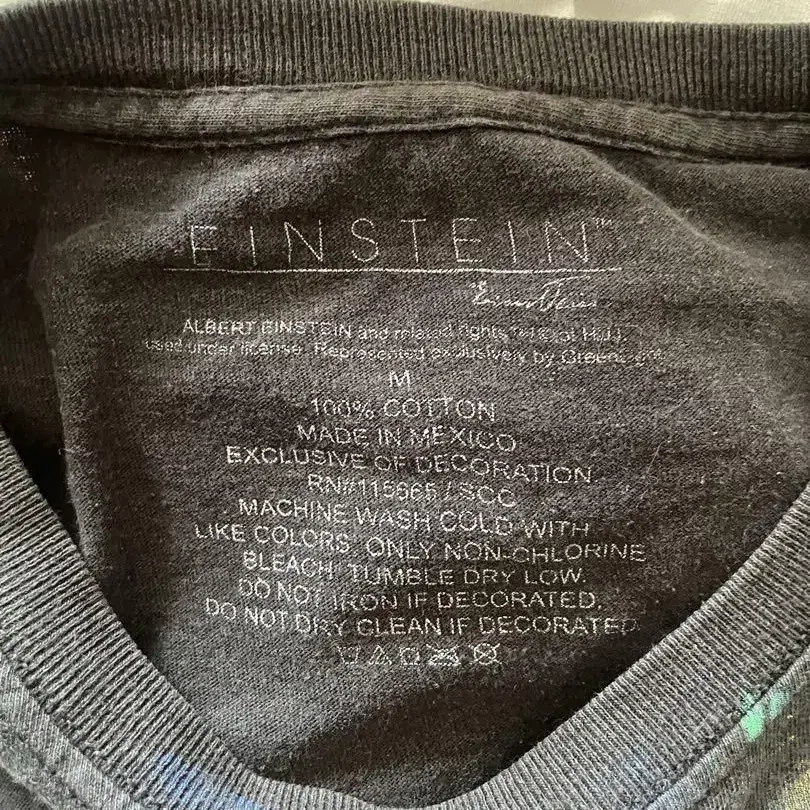 EINSTEIN™
ALBERT EINSTEIN and related rights TM/© of HUJ,
used under license. Represented exclusively by Greenlight
M
100% COTTON
MADE IN MEXICO
EXCLUSIVE OF DECORATION
RN#115665 / SCC
MACHINE WASH COLD WITH
LIKE COLORS. ONLY NON-CHLORINE
BLEACH. TUMBLE DRY LOW.
DO NOT IRON IF DECORATED.
DO NOT DRY CLEAN IF DECORATED